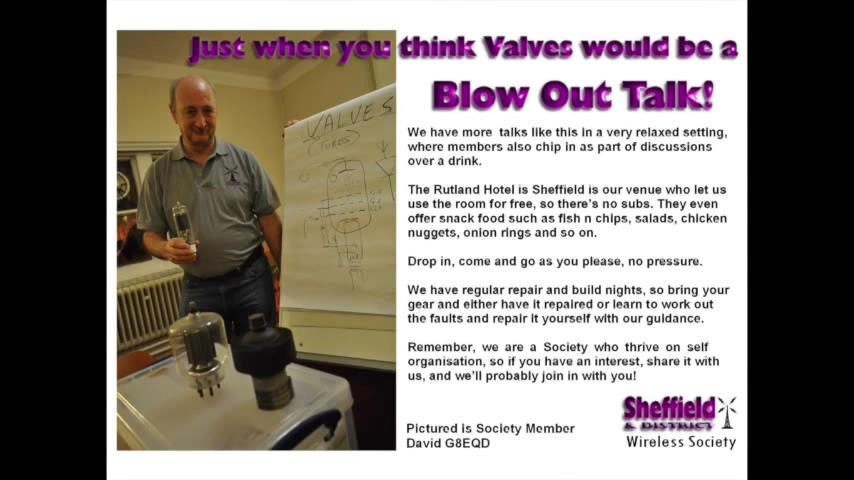 Just when you think Valves would be a
Blow Out Talk!
We have more talks like this in a very relaxed setting,
where members also chip in as part of discussions
over a drink.
The Rutland Hotel is Sheffield is our venue who let us
use the room for free, so there's no subs. They even
offer snack food such as fish n chips, salads, chicken
nuggets, onion rings and so on.
Drop in, come and go as you please, no pressure.
We have regular repair and build nights, so bring your
gear and either have it repaired or learn to work out
the faults and repair it yourself with our guidance.
Remember, we are a Society who thrive on self
organisation, so if you have an interest, share it with
us, and we'll probably join in with you!
Pictured is Society Member
David G8EQD
Sheffield
& DISTRICT
Wireless Society
VALVES
(TUBES)